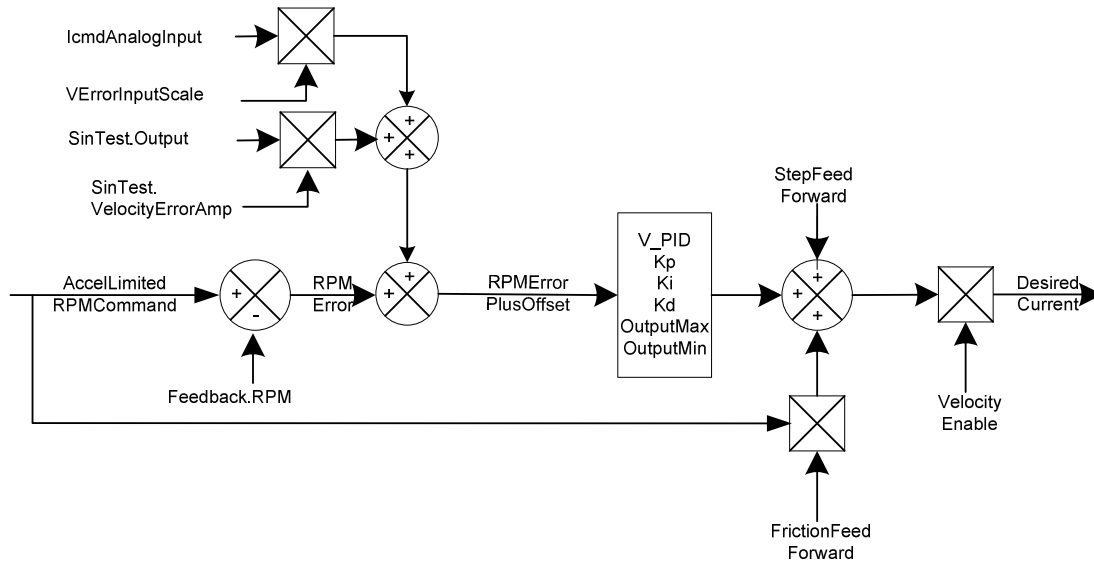 IcmdAnalogInput
VErrorInputScale
SinTest.Output
SinTest.
VelocityErrorAmp
+
+
+
StepFeed
Forward
AccelLimited
RPMCommand
+
-
RPM
Error
+
+
RPMError
PlusOffset
V_PID
Kp
Ki
Kd
OutputMax
OutputMin
+
+
+
Desired
Current
Feedback.RPM
Velocity
Enable
FrictionFeed
Forward